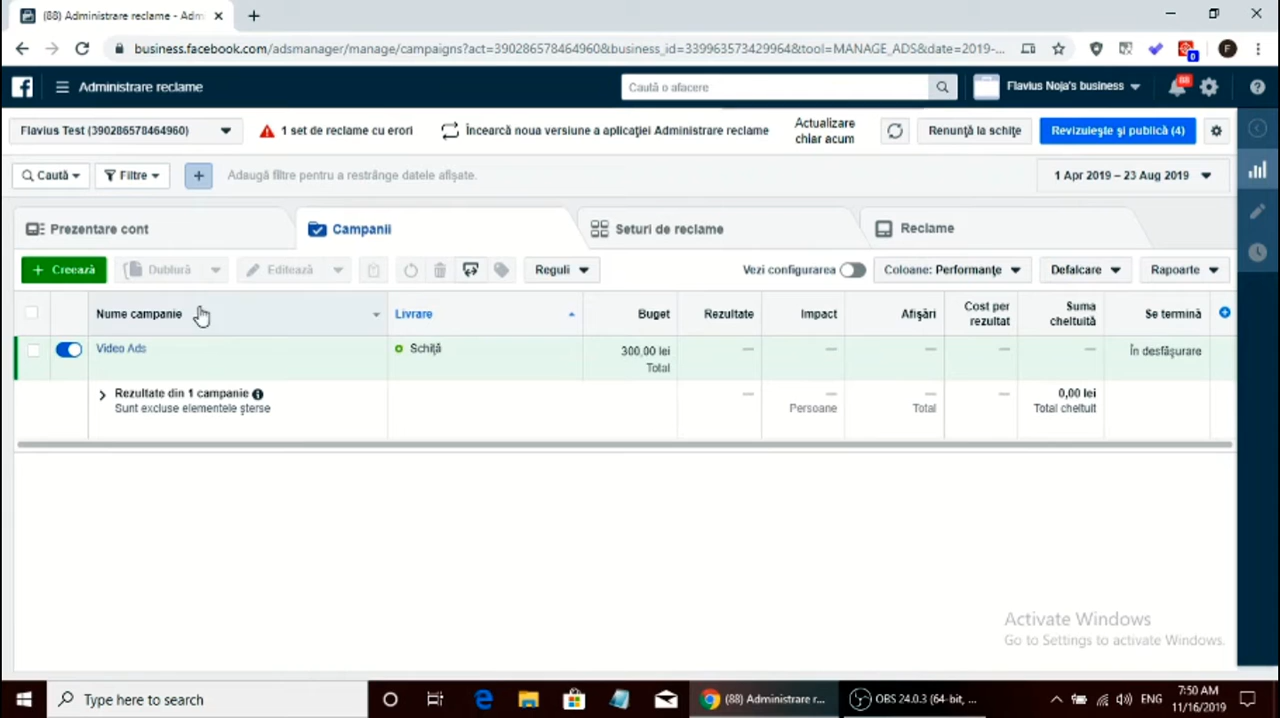 (88) Administrare reclame - Adm
business.facebook.com/adsmanager/manage/campaigns?act=390286578464960&business_id=339963573429964&tool=MANAGE_ADS&date=2019-...
F
0
Administrare reclame
Caută o afacere
Flavius Noja's business
88
Flavius Test (390286578464960)
1 set de reclame cu erori
Încearcă noua versiune a aplicației Administrare reclame
Actualizare
chiar acum
Renunță la schițe
Revizuiește și publică (4)
Caută
Filtre
Adaugă filtre pentru a restrânge datele afișate.
1 Apr 2019 – 23 Aug 2019
Prezentare cont
Campanii
Seturi de reclame
Reclame
+ Creează
Dublură
Editează
Reguli
Vezi configurarea
Coloane: Performanțe
Defalcare
Rapoarte
Nume campanie
Livrare
Buget
Rezultate
Impact
Afișări
Cost per
rezultat
Suma
cheltuită
Se termină
Video Ads
Schiță
300,00 lei
Total
—
—
—
—
—
În desfășurare
Rezultate din 1 campanie
Sunt excluse elementele șterse
—
—
Persoane
—
Total
—
0,00 lei
Total cheltuit
Activate Windows
Go to Settings to activate Windows.
Type here to search
(88) Administrare r...
OBS 24.0.3 (64-bit, ...
ENG
7:50 AM
11/16/2019